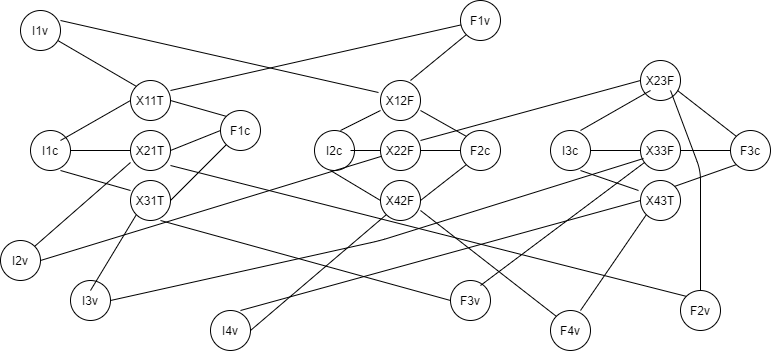 I1v
F1v
X11T
X12F
X23F
F1c
I1c
X21T
I2c
X22F
F2c
I3c
X33F
F3c
X31T
X42F
X43T
I2v
I3v
F3v
F2v
I4v
F4v